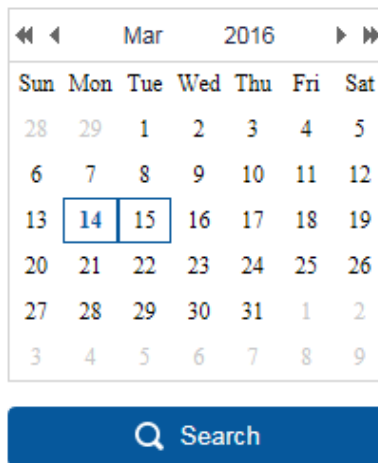 Mar 2016
Sun Mon Tue Wed Thu Fri Sat
28 29 1 2 3 4 5
6 7 8 9 10 11 12
13 14 15 16 17 18 19
20 21 22 23 24 25 26
27 28 29 30 31 1 2
3 4 5 6 7 8 9
Search